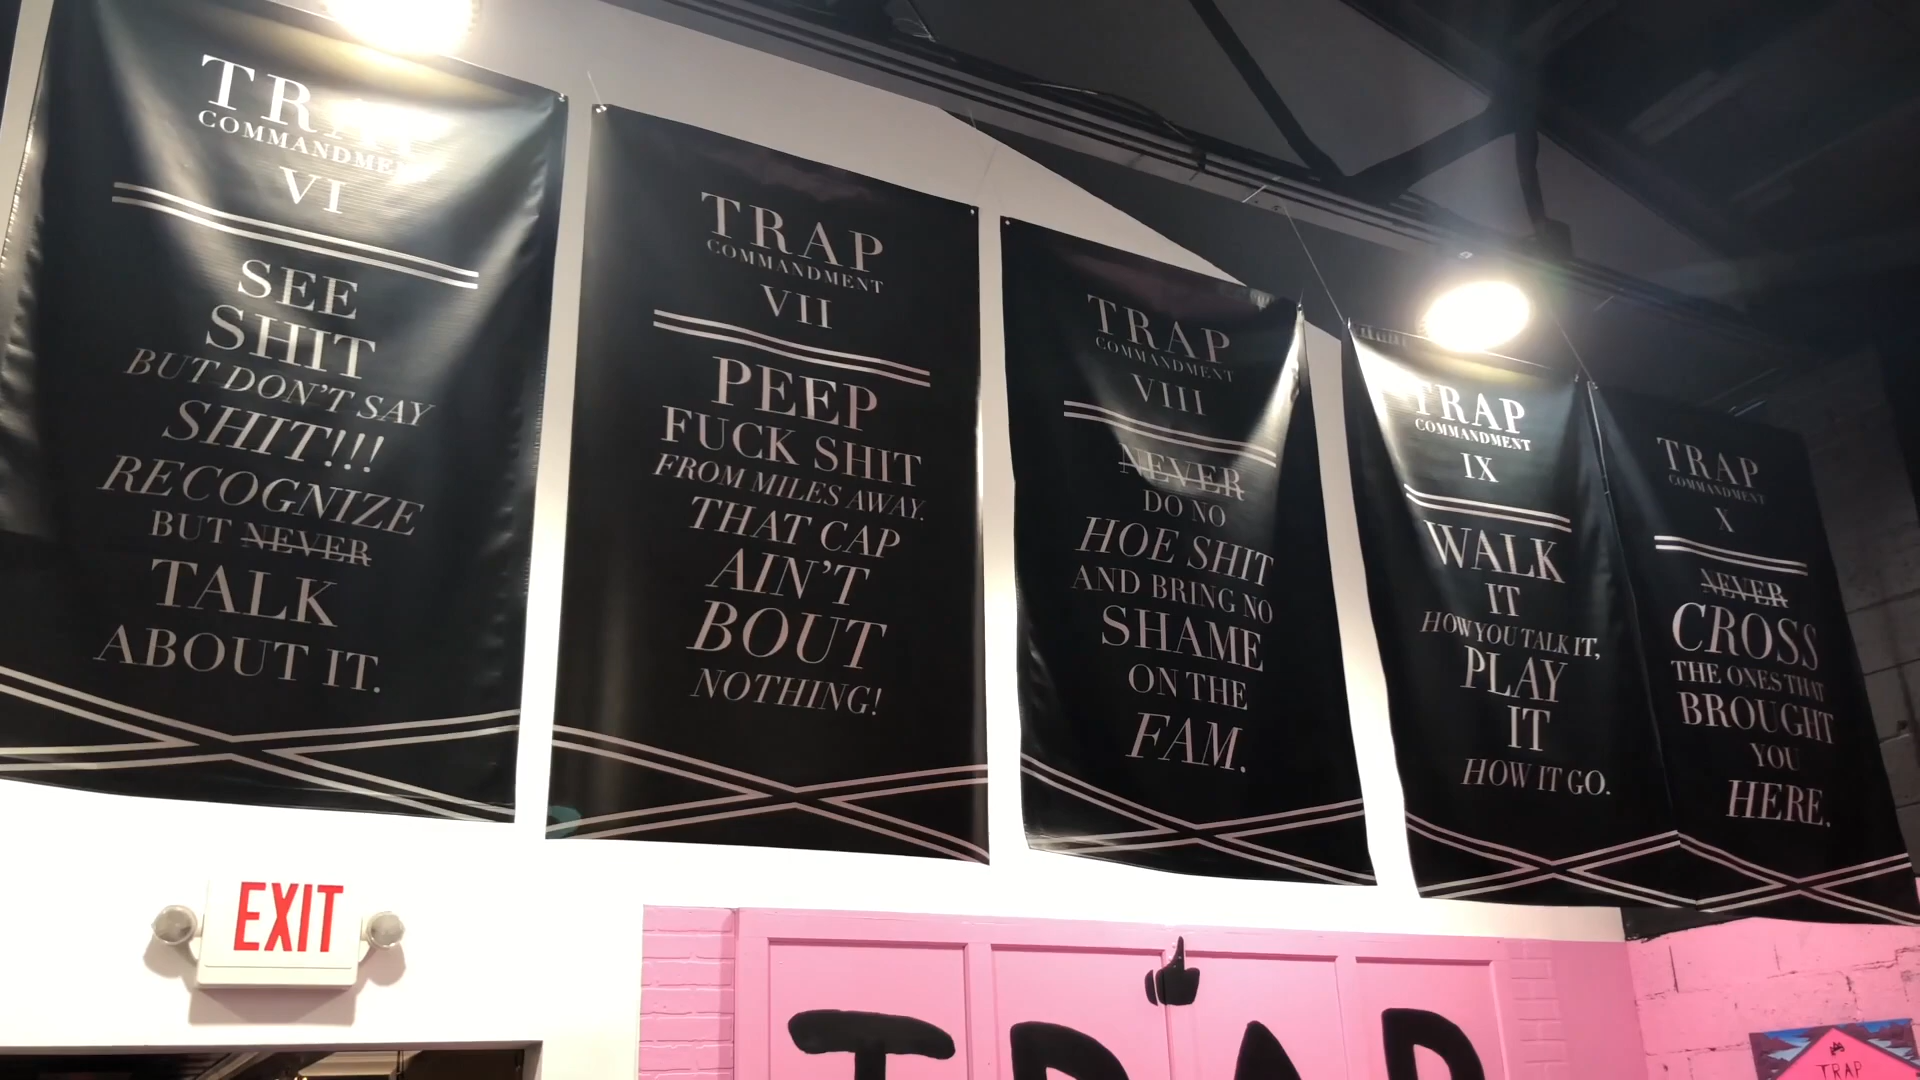 TRAP
COMMANDMENT
VI
SEE
SHIT
BUT DON'T SAY
SHIT!!!
RECOGNIZE
BUT NEVER
TALK
ABOUT IT.
TRAP
COMMANDMENT
VII
PEEP
FUCK SHIT
FROM MILES AWAY.
THAT CAP
AIN'T
BOUT
NOTHING!
TRAP
COMMANDMENT
VIII
NEVER
DO NO
HOE SHIT
AND BRING NO
SHAME
ON THE
FAM.
TRAP
COMMANDMENT
IX
WALK
IT
HOW YOU TALK IT,
PLAY
IT
HOW IT GO.
TRAP
COMMANDMENT
X
NEVER
CROSS
THE ONES THAT
BROUGHT
YOU
HERE.
EXIT
TRAP
TRAP